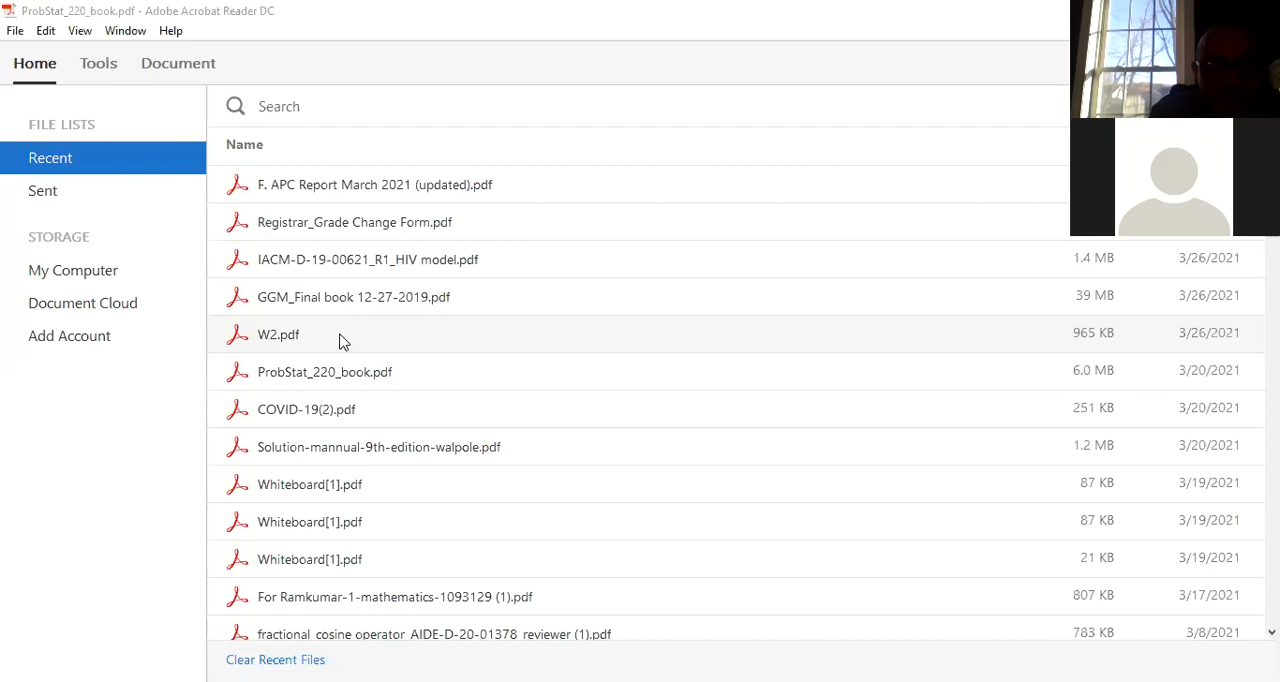 ProbStat_220_book.pdf - Adobe Acrobat Reader DC
File Edit View Window Help
Home Tools Document
FILE LISTS
Recent
Sent
STORAGE
My Computer
Document Cloud
Add Account
Search
Name
F. APC Report March 2021 (updated).pdf
Registrar_Grade Change Form.pdf
IACM-D-19-00621_R1_HIV model.pdf 1.4 MB 3/26/2021
GGM_Final book 12-27-2019.pdf 39 MB 3/26/2021
W2.pdf 965 KB 3/26/2021
ProbStat_220_book.pdf 6.0 MB 3/20/2021
COVID-19(2).pdf 251 KB 3/20/2021
Solution-mannual-9th-edition-walpole.pdf 1.2 MB 3/20/2021
Whiteboard[1].pdf 87 KB 3/19/2021
Whiteboard[1].pdf 87 KB 3/19/2021
Whiteboard[1].pdf 21 KB 3/19/2021
For Ramkumar-1-mathematics-1093129 (1).pdf 807 KB 3/17/2021
fractional_cosine operator_AIDE-D-20-01378_reviewer (1).pdf 783 KB 3/8/2021
Clear Recent Files